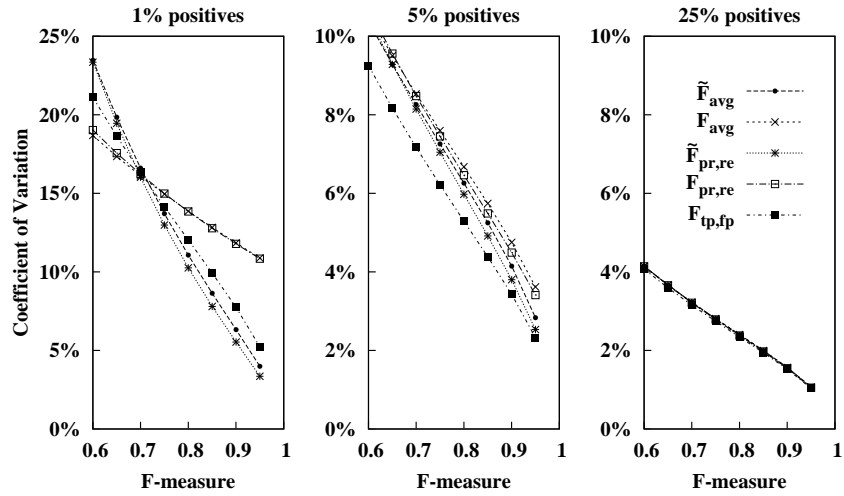 1% positives
5% positives
25% positives
Coefficient of Variation
25%
20%
15%
10%
5%
0%
0.6
0.7
0.8
0.9
1
F-measure
10%
8%
6%
4%
2%
0%
0.6
0.7
0.8
0.9
1
F-measure
10%
8%
6%
4%
2%
0%
0.6
0.7
0.8
0.9
1
F-measure
F̃avg
Favg
F̃pr,re
Fpr,re
Ftp,fp